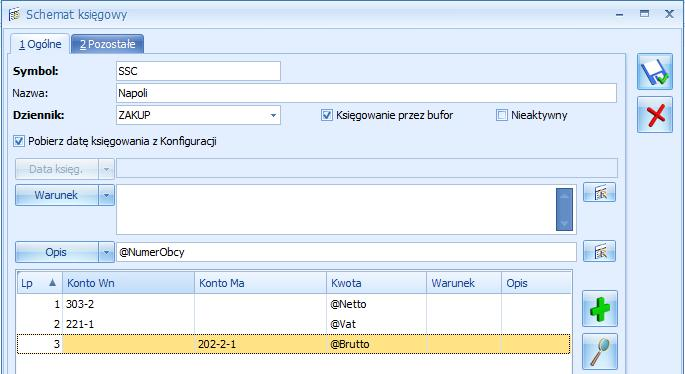 Schemat księgowy
1 Ogólne 2 Pozostałe
Symbol: SSC
Nazwa: Napoli
Dziennik: ZAKUP Księgowanie przez bufor Nieaktywny
Pobierz datę księgowania z Konfiguracji
Data księg.
Warunek
Opis @NumerObcy
Lp Konto Wn Konto Ma Kwota Warunek Opis
1 303-2 @Netto
2 221-1 @Vat
3 202-2-1 @Brutto